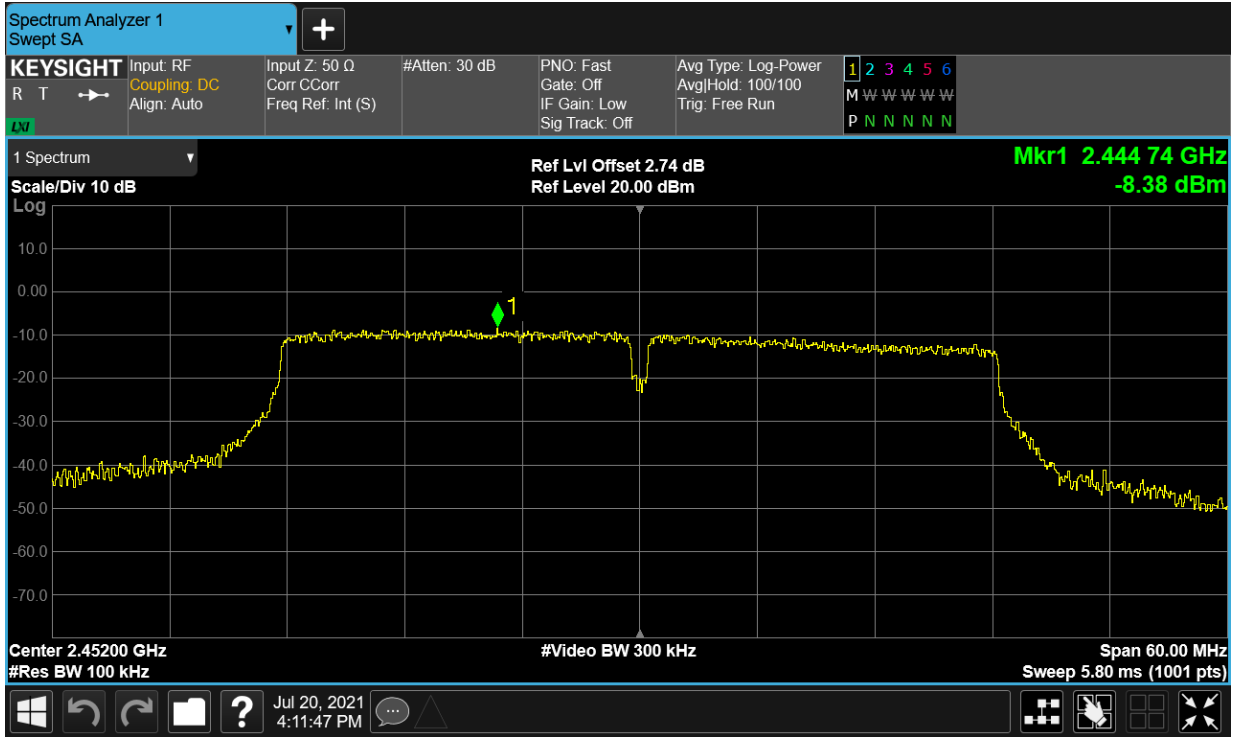 Spectrum Analyzer 1
Swept SA
KEYSIGHT
R T
LXI
Input: RF
Coupling: DC
Align: Auto
Input Z: 50 Ω
Corr CCorr
Freq Ref: Int (S)
#Atten: 30 dB
PNO: Fast
Gate: Off
IF Gain: Low
Sig Track: Off
Avg Type: Log-Power
Avg|Hold: 100/100
Trig: Free Run
1 2 3 4 5 6
M W W W W W
P N N N N N
1 Spectrum
Scale/Div 10 dB
Log
Ref Lvl Offset 2.74 dB
Ref Level 20.00 dBm
Mkr1 2.444 74 GHz
-8.38 dBm
10.0
0.00
-10.0
-20.0
-30.0
-40.0
-50.0
-60.0
-70.0
1
Center 2.45200 GHz
#Res BW 100 kHz
#Video BW 300 kHz
Span 60.00 MHz
Sweep 5.80 ms (1001 pts)
?
Jul 20, 2021
4:11:47 PM